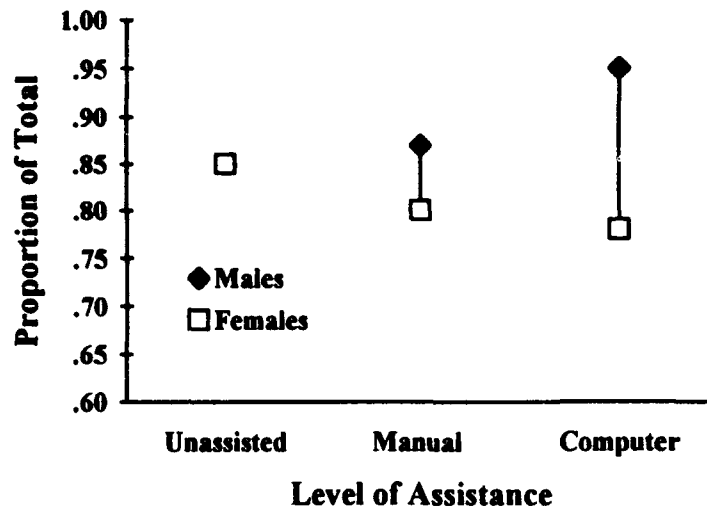 1.00
.95
.90
.85
.80
.75
.70
.65
.60
Proportion of Total
Males
Females
Unassisted Manual Computer
Level of Assistance